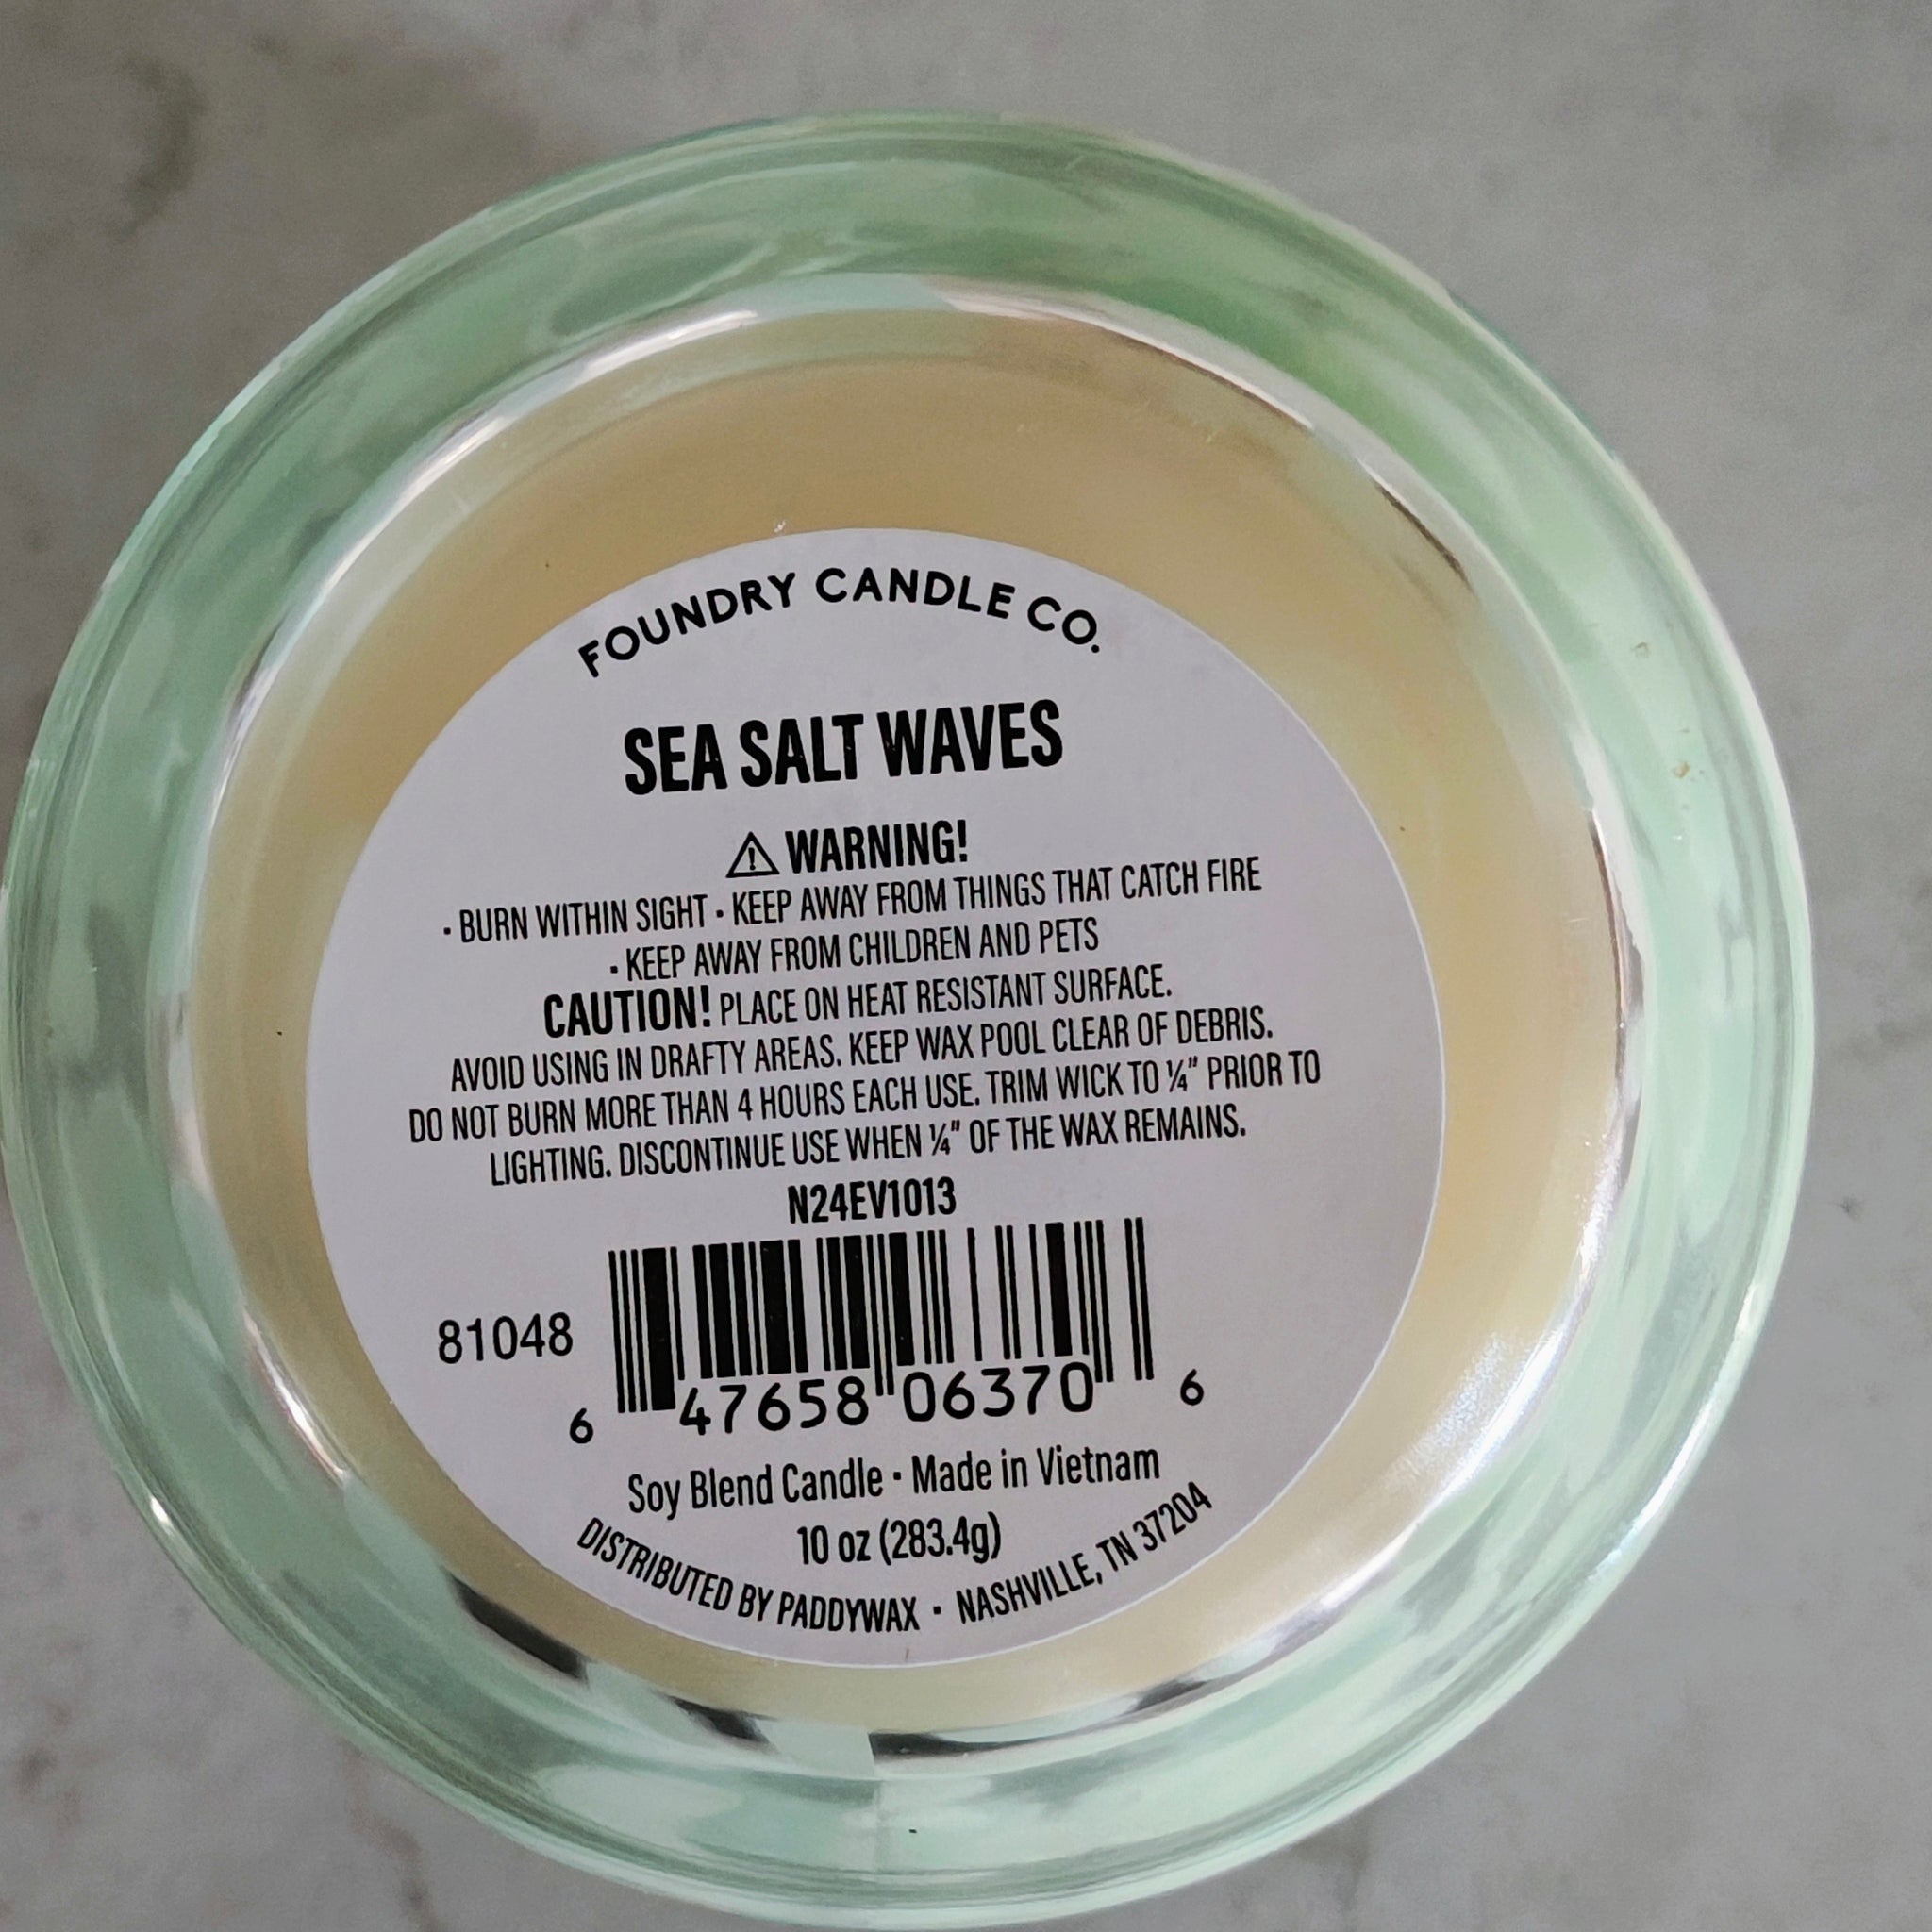 FOUNDRY CANDLE CO.
SEA SALT WAVES
⚠ WARNING!
· BURN WITHIN SIGHT · KEEP AWAY FROM THINGS THAT CATCH FIRE
· KEEP AWAY FROM CHILDREN AND PETS
CAUTION! PLACE ON HEAT RESISTANT SURFACE.
AVOID USING IN DRAFTY AREAS. KEEP WAX POOL CLEAR OF DEBRIS.
DO NOT BURN MORE THAN 4 HOURS EACH USE. TRIM WICK TO ¼" PRIOR TO
LIGHTING. DISCONTINUE USE WHEN ¼" OF THE WAX REMAINS.
N24EV1013
81048
6 47658 06370 6
Soy Blend Candle · Made in Vietnam
10 oz (283.4g)
DISTRIBUTED BY PADDYWAX · NASHVILLE, TN 37204